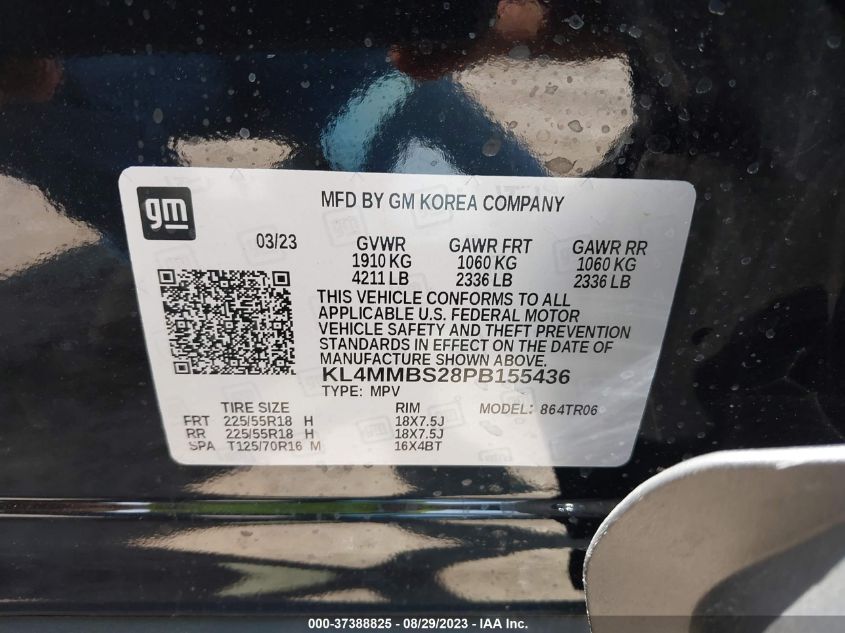 gm
MFD BY GM KOREA COMPANY
03/23 GVWR GAWR FRT GAWR RR
1910 KG 1060 KG 1060 KG
4211 LB 2336 LB 2336 LB
THIS VEHICLE CONFORMS TO ALL
APPLICABLE U.S. FEDERAL MOTOR
VEHICLE SAFETY AND THEFT PREVENTION
STANDARDS IN EFFECT ON THE DATE OF
MANUFACTURE SHOWN ABOVE.
KL4MMBS28PB155436
TYPE: MPV
TIRE SIZE RIM MODEL: 864TR06
FRT 225/55R18 H 18X7.5J
RR 225/55R18 H 18X7.5J
SPA T125/70R16 M 16X4BT
000-37388825 - 08/29/2023 - © IAA Inc.